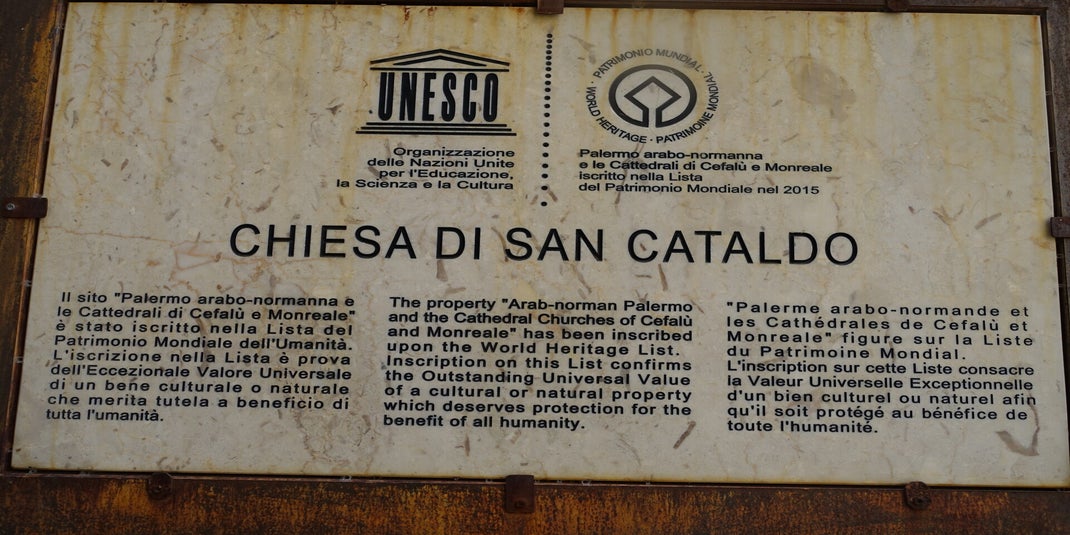 UNESCO
Organizzazione
delle Nazioni Unite
per l'Educazione,
la Scienza e la Cultura
PATRIMONIO MUNDIAL · WORLD HERITAGE · PATRIMOINE MONDIAL ·
Palermo arabo-normanna
e le Cattedrali di Cefalù e Monreale
iscritto nella Lista
del Patrimonio Mondiale nel 2015
CHIESA DI SAN CATALDO
Il sito "Palermo arabo-normanna e
le Cattedrali di Cefalù e Monreale"
è stato iscritto nella Lista del
Patrimonio Mondiale dell'Umanità.
L'iscrizione nella Lista è prova
dell'Eccezionale Valore Universale
di un bene culturale o naturale
che merita tutela a beneficio di
tutta l'umanità.
The property "Arab-norman Palermo
and the Cathedral Churches of Cefalù
and Monreale" has been inscribed
upon the World Heritage List.
Inscription on this List confirms
the Outstanding Universal Value
of a cultural or natural property
which deserves protection for the
benefit of all humanity.
"Palerme arabo-normande et
les Cathédrales de Cefalù et
Monreale" figure sur la Liste
du Patrimoine Mondial.
L'inscription sur cette Liste consacre
la Valeur Universelle Exceptionnelle
d'un bien culturel ou naturel afin
qu'il soit protégé au bénéfice de
toute l'humanité.